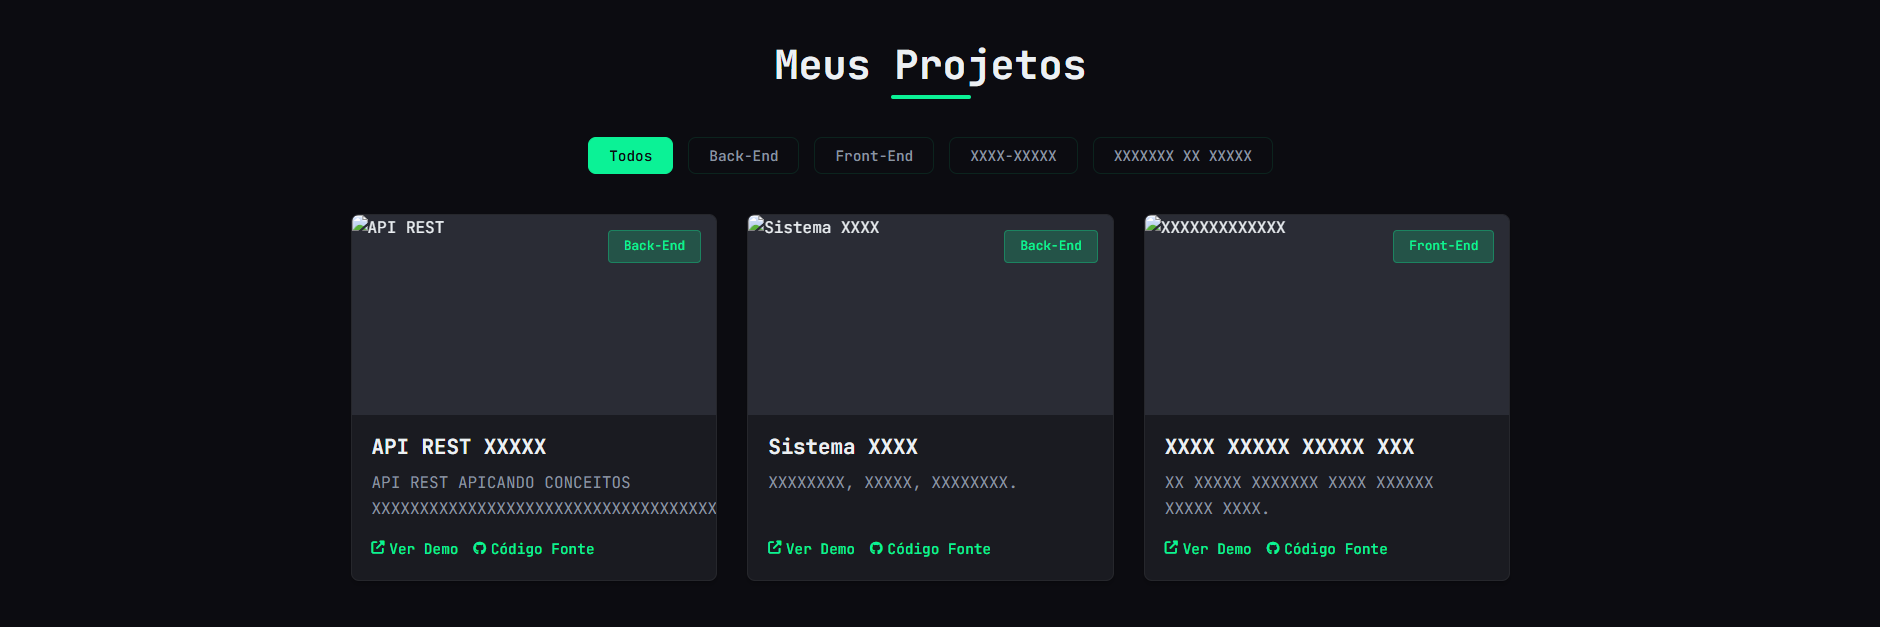 Meus Projetos
Todos Back-End Front-End XXXX-XXXXX XXXXXXX XX XXXXX
API REST Back-End Sistema XXXX Back-End XXXXXXXXXXXXX Front-End
API REST XXXXX
API REST APICANDO CONCEITOS
XXXXXXXXXXXXXXXXXXXXXXXXXXXXXXXXXXXX
Ver Demo Código Fonte
Sistema XXXX
XXXXXXXX, XXXXX, XXXXXXXX.
Ver Demo Código Fonte
XXXX XXXXX XXXXX XXX
XX XXXXX XXXXXXX XXXX XXXXXX
XXXXX XXXX.
Ver Demo Código Fonte